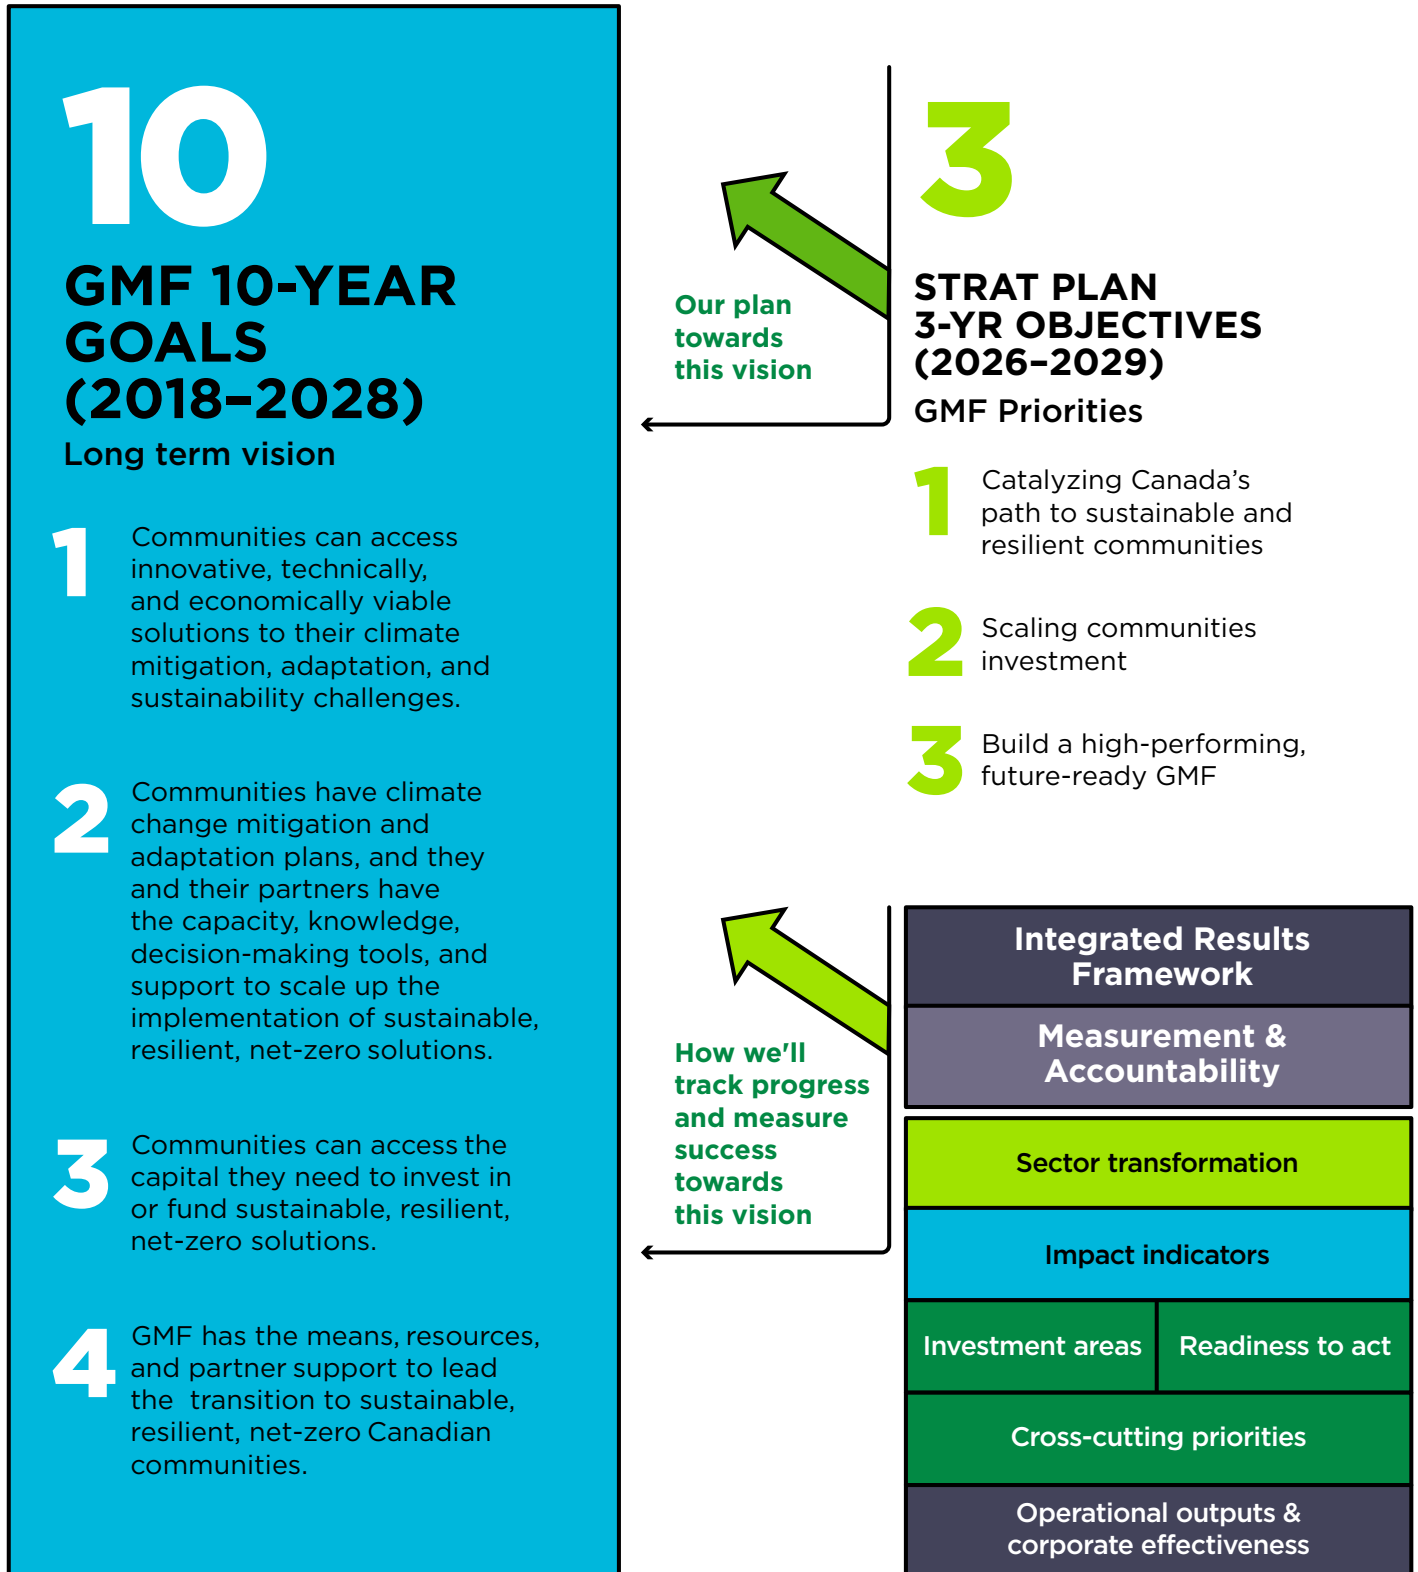 10
GMF 10-YEAR
GOALS
(2018–2028)
Long term vision
1
Communities can access
innovative, technically,
and economically viable
solutions to their climate
mitigation, adaptation, and
sustainability challenges.
2
Communities have climate
change mitigation and
adaptation plans, and they
and their partners have
the capacity, knowledge,
decision-making tools, and
support to scale up the
implementation of sustainable,
resilient, net-zero solutions.
3
Communities can access the
capital they need to invest in
or fund sustainable, resilient,
net-zero solutions.
4
GMF has the means, resources,
and partner support to lead
the transition to sustainable,
resilient, net-zero Canadian
communities.
Our plan
towards
this vision
3
STRAT PLAN
3-YR OBJECTIVES
(2026–2029)
GMF Priorities
1
Catalyzing Canada's
path to sustainable and
resilient communities
2
Scaling communities
investment
3
Build a high-performing,
future-ready GMF
How we'll
track progress
and measure
success
towards
this vision
Integrated Results
Framework
Measurement &
Accountability
Sector transformation
Impact indicators
Investment areas
Readiness to act
Cross-cutting priorities
Operational outputs &
corporate effectiveness